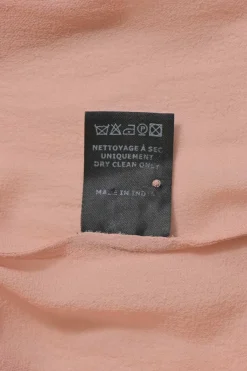 NETTOYAGE À SEC
UNIQUEMENT
DRY CLEAN ONLY
MADE IN INDIA